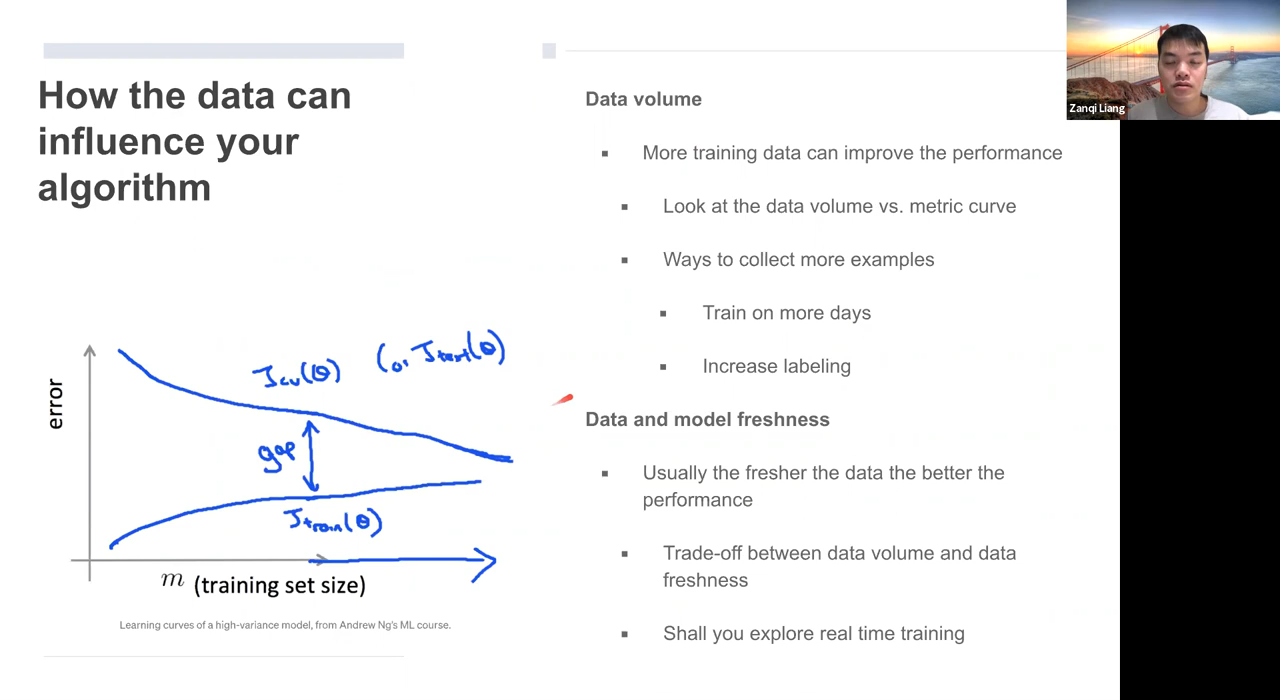 How the data can
influence your
algorithm
error
Jcv(θ) (or Jtest(θ))
gap
Jtrain(θ)
m (training set size)
Learning curves of a high-variance model, from Andrew Ng's ML course.
Data volume
More training data can improve the performance
Look at the data volume vs. metric curve
Ways to collect more examples
Train on more days
Increase labeling
Data and model freshness
Usually the fresher the data the better the
performance
Trade-off between data volume and data
freshness
Shall you explore real time training
Zanqi Liang